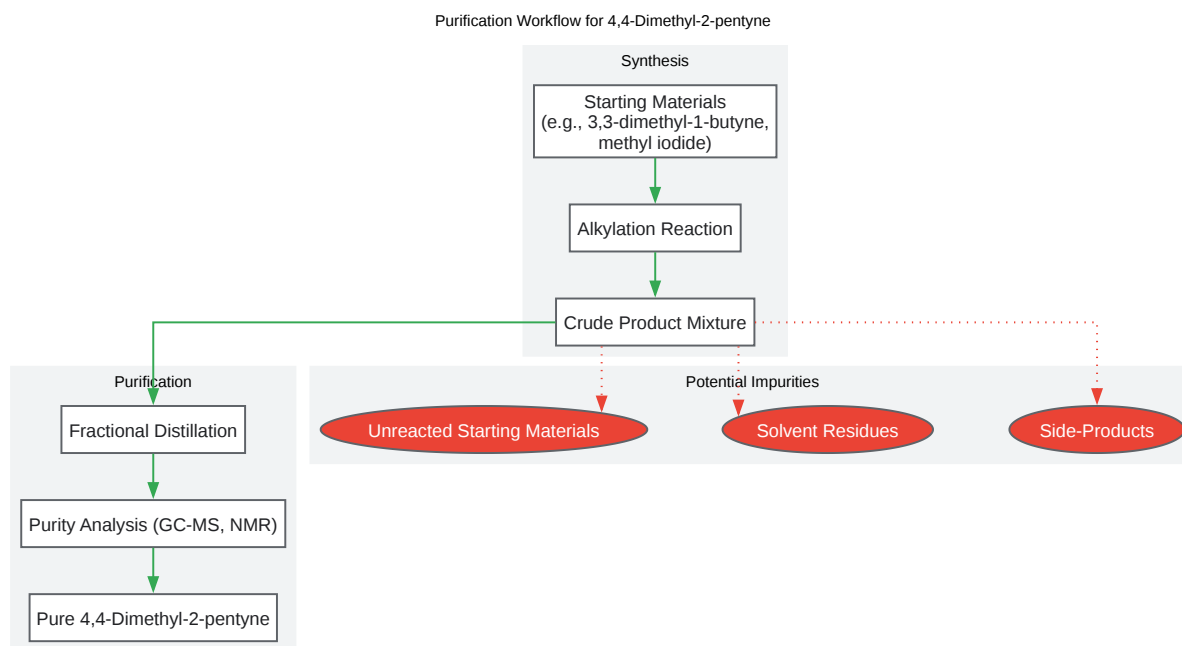 Purification Workflow for 4,4-Dimethyl-2-pentyne
Synthesis
Starting Materials
(e.g., 3,3-dimethyl-1-butyne,
methyl iodide)
Alkylation Reaction
Crude Product Mixture
Purification
Fractional Distillation
Purity Analysis (GC-MS, NMR)
Pure 4,4-Dimethyl-2-pentyne
Potential Impurities
Unreacted Starting Materials
Solvent Residues
Side-Products